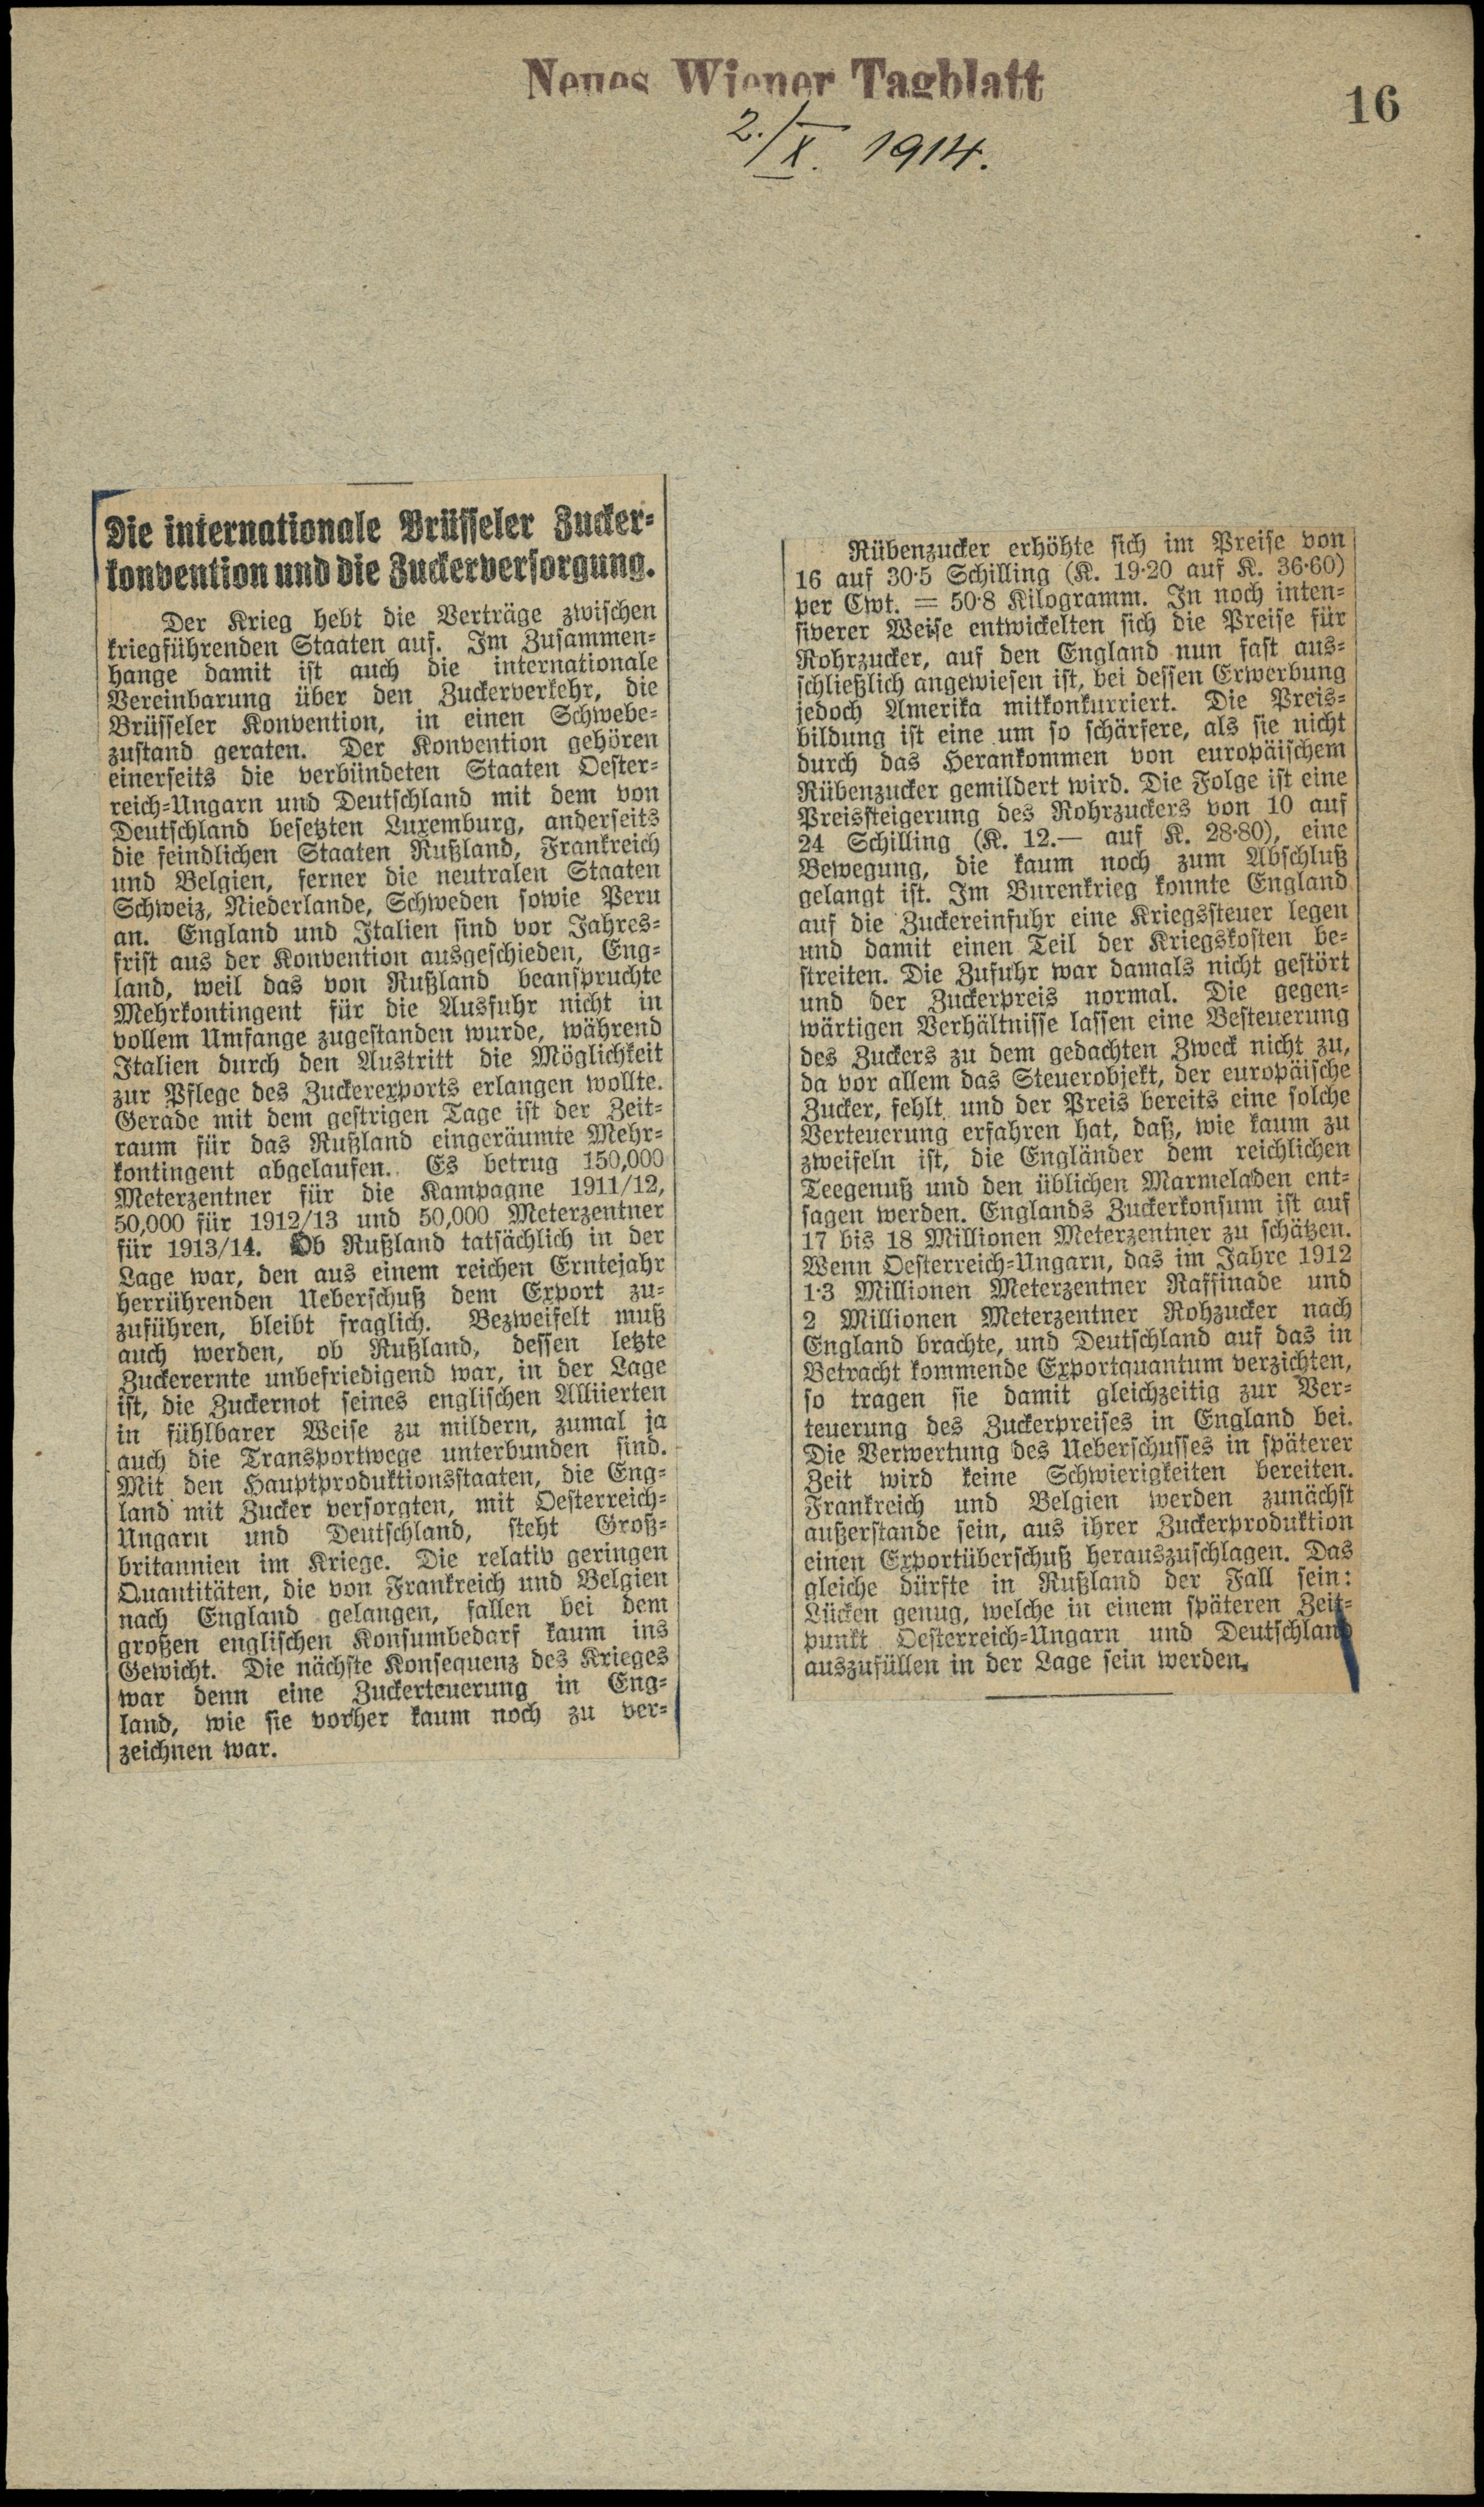 Neues Wiener Tagblatt
16
2./X. 1914.
Die internationale Brüsseler Zucker-
konvention und die Zuckerversorgung.
Der Krieg hebt die Verträge zwischen
kriegführenden Staaten auf. Im Zusammen-
hange damit ist auch die internationale
Vereinbarung über den Zuckerverkehr, die
Brüsseler Konvention, in einen Schwebe-
zustand geraten. Der Konvention gehören
einerseits die verbündeten Staaten Oester-
reich-Ungarn und Deutschland mit dem von
Deutschland besetzten Luxemburg, anderseits
die feindlichen Staaten Rußland, Frankreich
und Belgien, ferner die neutralen Staaten
Schweiz, Niederlande, Schweden sowie Peru
an. England und Italien sind vor Jahres-
frist aus der Konvention ausgeschieden, Eng-
land, weil das von Rußland beanspruchte
Mehrkontingent für die Ausfuhr nicht in
vollem Umfange zugestanden wurde, während
Italien durch den Austritt die Möglichkeit
zur Pflege des Zuckerexports erlangen wollte.
Gerade mit dem gestrigen Tage ist der Zeit-
raum für das Rußland eingeräumte Mehr-
kontingent abgelaufen. Es betrug 150,000
Meterzentner für die Kampagne 1911/12,
50,000 für 1912/13 und 50,000 Meterzentner
für 1913/14. Ob Rußland tatsächlich in der
Lage war, den aus einem reichen Erntejahr
herrührenden Ueberschuß dem Export zu-
zuführen, bleibt fraglich. Bezweifelt muß
auch werden, ob Rußland, dessen letzte
Zuckerernte unbefriedigend war, in der Lage
ist, die Zuckernot seines englischen Alliierten
in fühlbarer Weise zu mildern, zumal ja
auch die Transportwege unterbunden sind.
Mit den Hauptproduktionsstaaten, die Eng-
land mit Zucker versorgten, mit Oesterreich-
Ungarn und Deutschland, steht Groß-
britannien im Kriege. Die relativ geringen
Quantitäten, die von Frankreich und Belgien
nach England gelangen, fallen bei dem
großen englischen Konsumbedarf kaum ins
Gewicht. Die nächste Konsequenz des Krieges
war denn eine Zuckerteuerung in Eng-
land, wie sie vorher kaum noch zu ver-
zeichnen war.
Rübenzucker erhöhte sich im Preise von
16 auf 30·5 Schilling (K. 19·20 auf K. 36·60)
per Cwt. = 50·8 Kilogramm. In noch inten-
siverer Weise entwickelten sich die Preise für
Rohrzucker, auf den England nun fast aus-
schließlich angewiesen ist, bei dessen Erwerbung
jedoch Amerika mitkonkurriert. Die Preis-
bildung ist eine um so schärfere, als sie nicht
durch das Herankommen von europäischem
Rübenzucker gemildert wird. Die Folge ist eine
Preissteigerung des Rohrzuckers von 10 auf
24 Schilling (K. 12.— auf K. 28·80), eine
Bewegung, die kaum noch zum Abschluß
gelangt ist. Im Burenkrieg konnte England
auf die Zuckereinfuhr eine Kriegssteuer legen
und damit einen Teil der Kriegskosten be-
streiten. Die Zufuhr war damals nicht gestört
und der Zuckerpreis normal. Die gegen-
wärtigen Verhältnisse lassen eine Besteuerung
des Zuckers zu dem gedachten Zweck nicht zu,
da vor allem das Steuerobjekt, der europäische
Zucker, fehlt und der Preis bereits eine solche
Verteuerung erfahren hat, daß, wie kaum zu
zweifeln ist, die Engländer dem reichlichen
Teegenuß und den üblichen Marmeladen ent-
sagen werden. Englands Zuckerkonsum ist auf
17 bis 18 Millionen Meterzentner zu schätzen.
Wenn Oesterreich-Ungarn, das im Jahre 1912
1·3 Millionen Meterzentner Raffinade und
2 Millionen Meterzentner Rohzucker nach
England brachte, und Deutschland auf das in
Betracht kommende Exportquantum verzichten,
so tragen sie damit gleichzeitig zur Ver-
teuerung des Zuckerpreises in England bei.
Die Verwertung des Ueberschusses in späterer
Zeit wird keine Schwierigkeiten bereiten.
Frankreich und Belgien werden zunächst
außerstande sein, aus ihrer Zuckerproduktion
einen Exportüberschuß herauszuschlagen. Das
gleiche dürfte in Rußland der Fall sein:
Lücken genug, welche in einem späteren Zeit-
punkt Oesterreich-Ungarn und Deutschland
auszufüllen in der Lage sein werden.